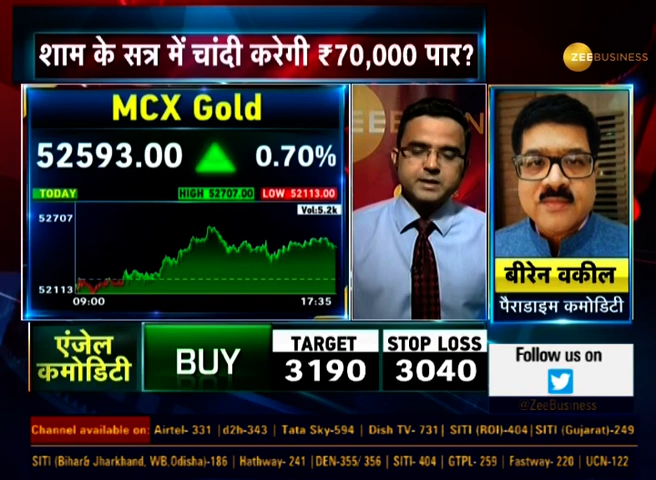 शाम के सत्र में चांदी करेगी ₹70,000 पार?
ZEEBUSINESS
MCX Gold
52593.00 0.70%
TODAY HIGH 52707.00 LOW 52113.00
Vol:5.2k
52707
52113
09:00 17:35
बीरेन वकील
पैराडाइम कमोडिटी
एंजेल
कमोडिटी
BUY
TARGET
3190
STOP LOSS
3040
Follow us on
@ZeeBusiness
Channel available on: Airtel- 331 | d2h-343 | Tata Sky-594 | Dish TV- 731 | SITI (ROI)-404 | SITI (Gujarat)-249
SITI (Bihar& Jharkhand, WB,Odisha)-186 | Hathway- 241 | DEN-355/ 356 | SITI- 404 | GTPL- 259 | Fastway- 220 | UCN-122